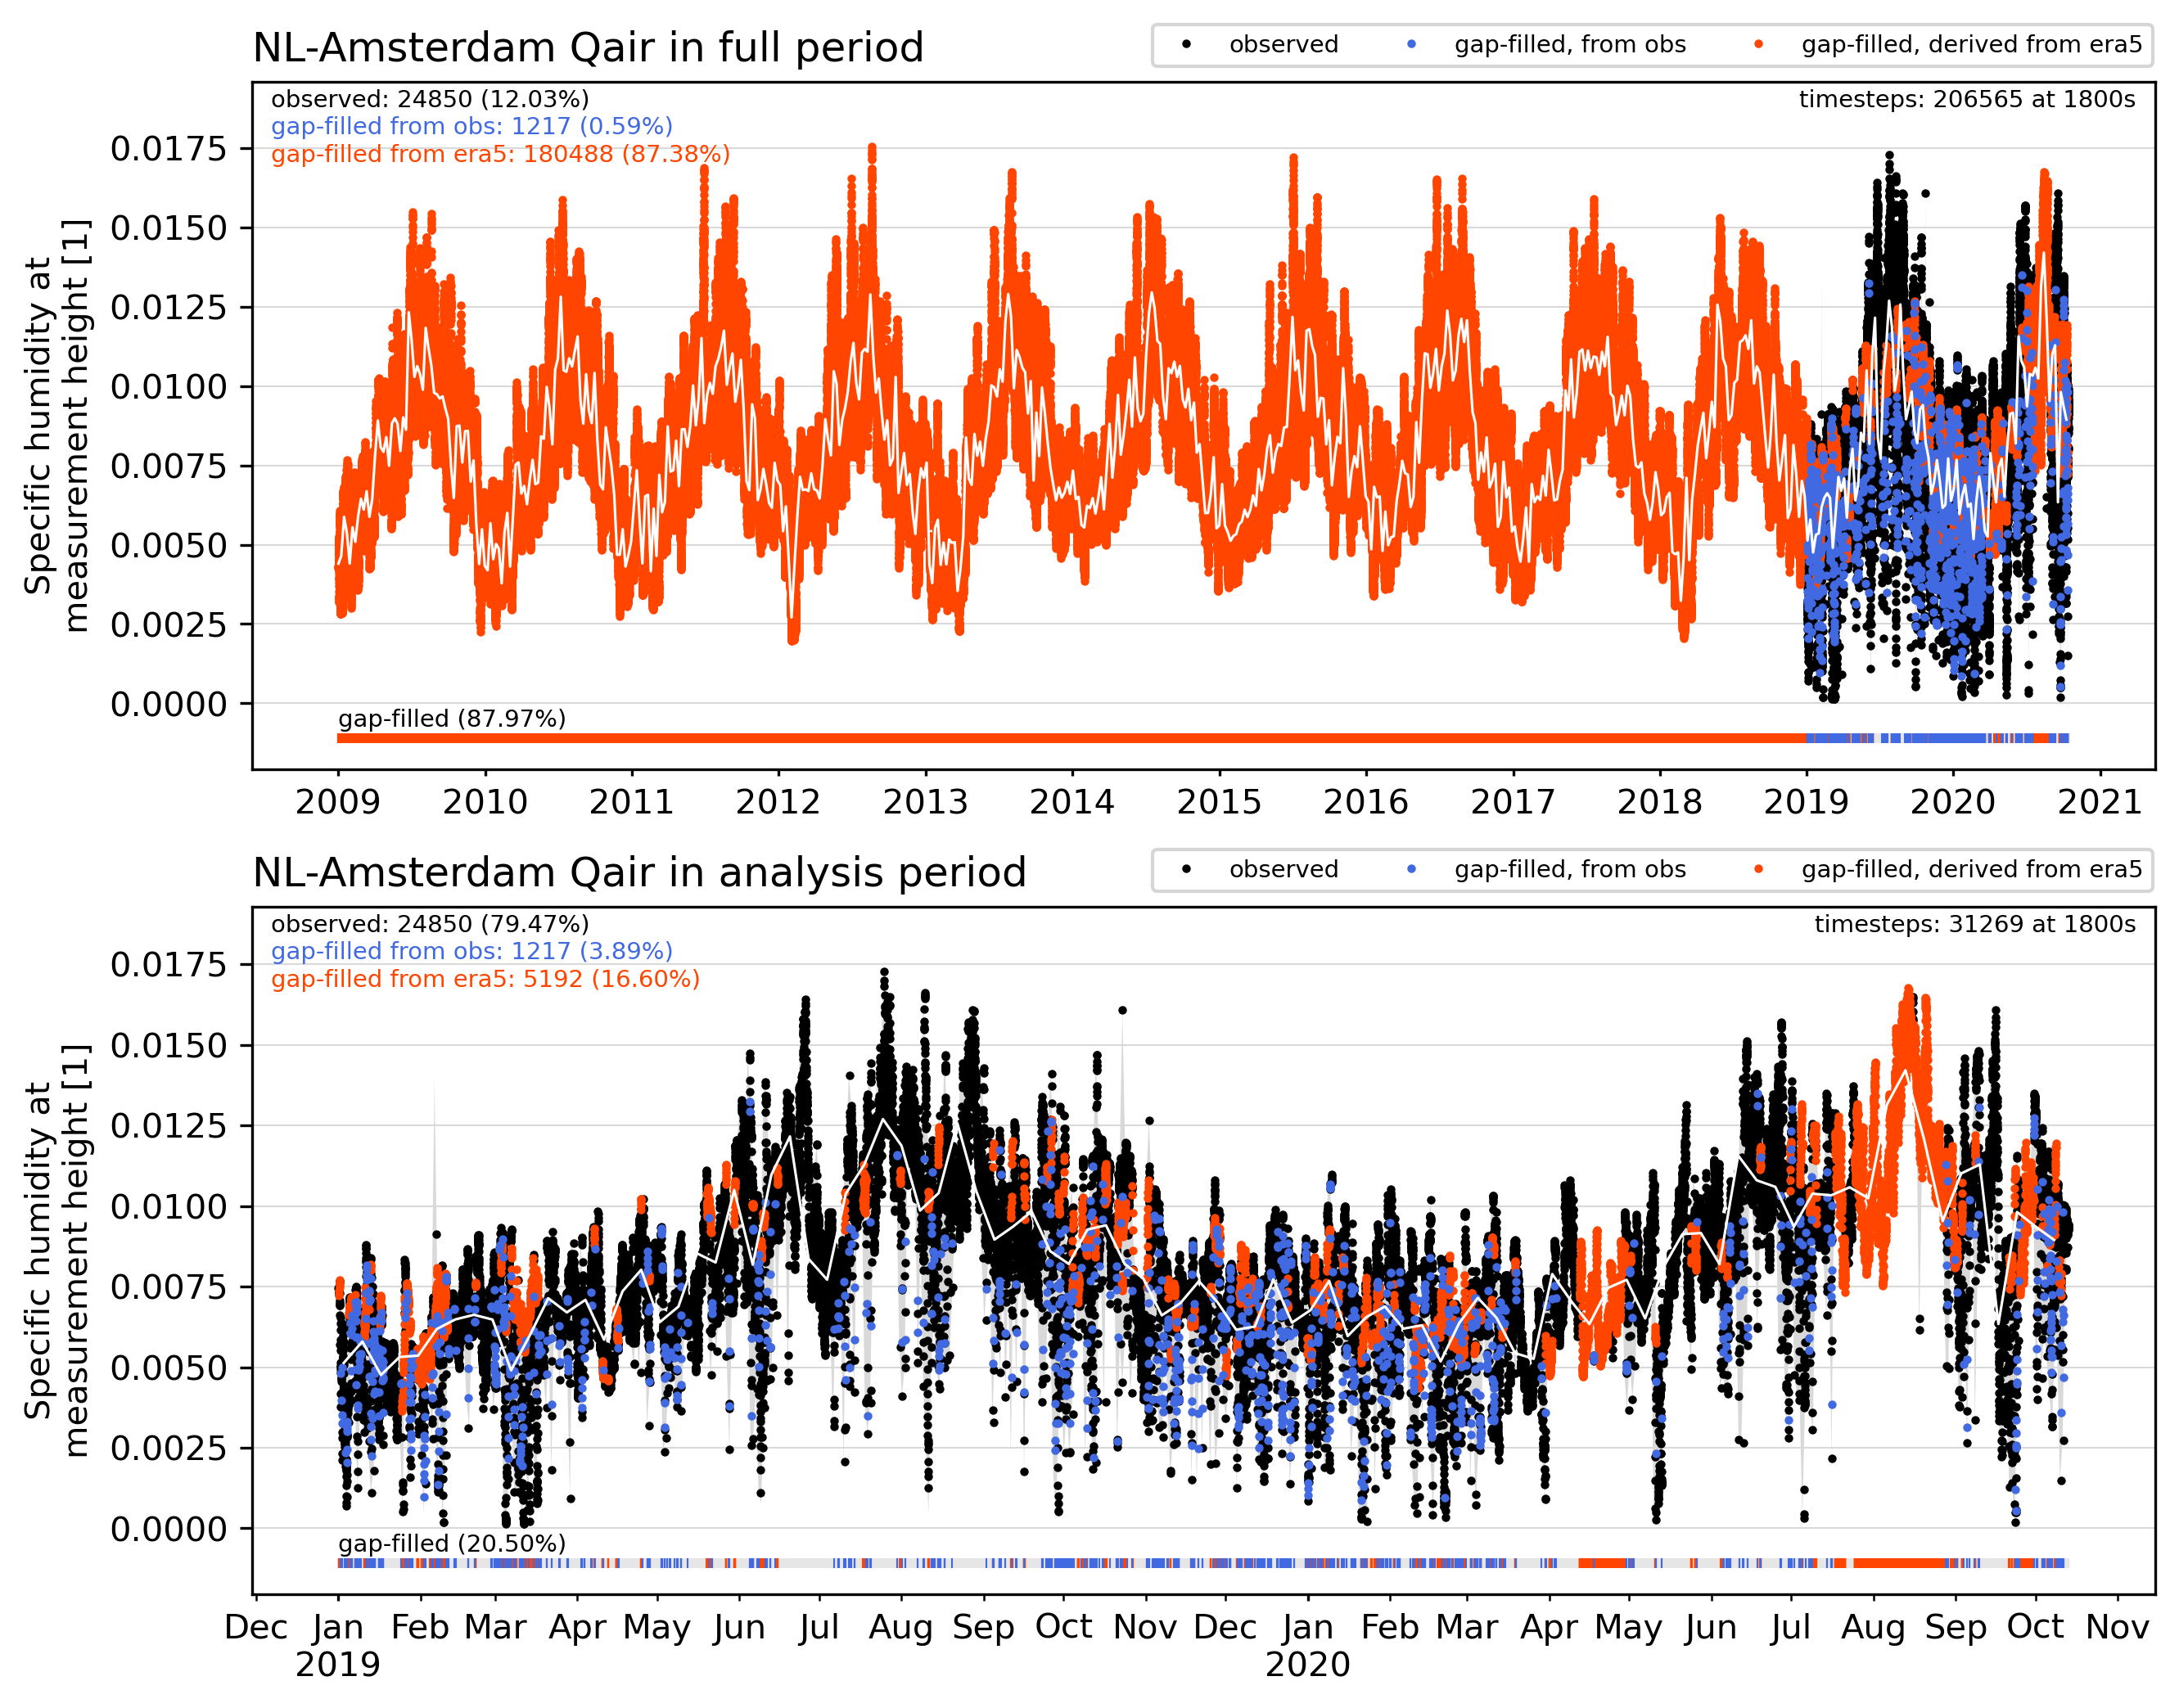 NL-Amsterdam Qair in full period
observed
gap-filled, from obs
gap-filled, derived from era5
observed: 24850 (12.03%)
gap-filled from obs: 1217 (0.59%)
gap-filled from era5: 180488 (87.38%)
timesteps: 206565 at 1800s
Specific humidity at
measurement height [1]
0.0175
0.0150
0.0125
0.0100
0.0075
0.0050
0.0025
0.0000
gap-filled (87.97%)
2009 2010 2011 2012 2013 2014 2015 2016 2017 2018 2019 2020 2021
NL-Amsterdam Qair in analysis period
observed
gap-filled, from obs
gap-filled, derived from era5
observed: 24850 (79.47%)
gap-filled from obs: 1217 (3.89%)
gap-filled from era5: 5192 (16.60%)
timesteps: 31269 at 1800s
Specific humidity at
measurement height [1]
0.0175
0.0150
0.0125
0.0100
0.0075
0.0050
0.0025
0.0000
gap-filled (20.50%)
Dec Jan Feb Mar Apr May Jun Jul Aug Sep Oct Nov Dec Jan Feb Mar Apr May Jun Jul Aug Sep Oct Nov
2019 2020